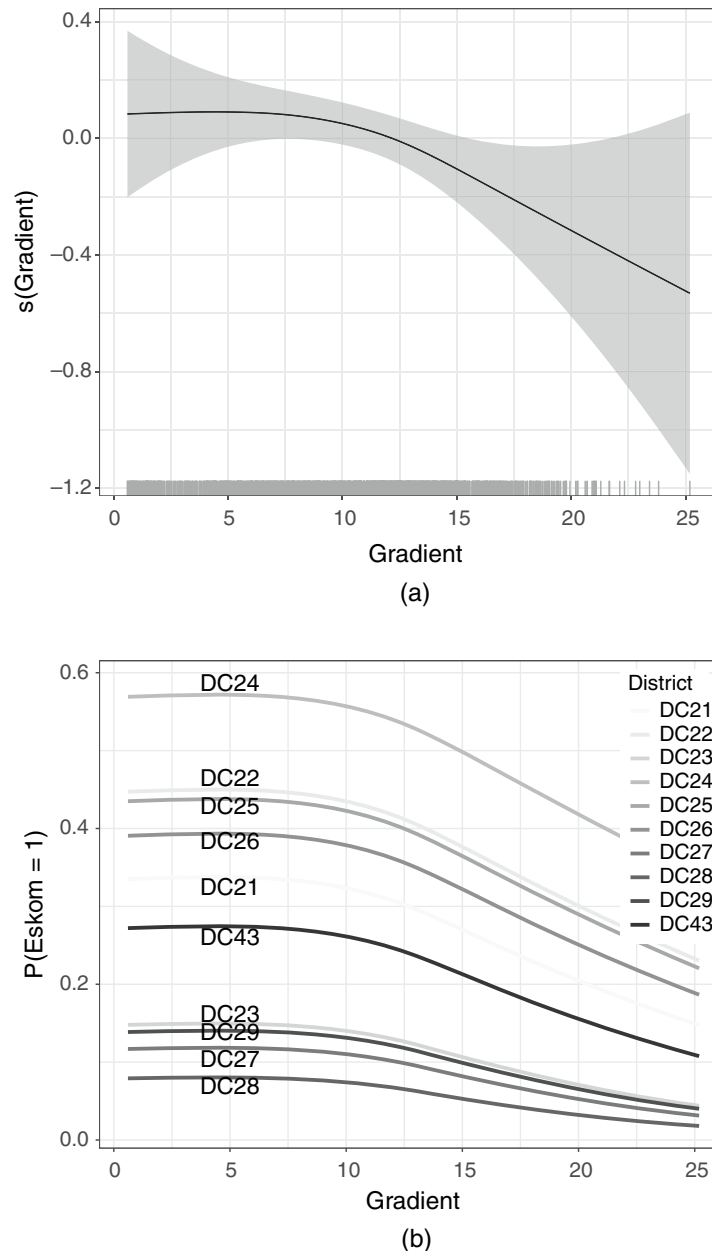 0.4
0.0
−0.4
−0.8
−1.2
s(Gradient)
0 5 10 15 20 25
Gradient
(a)
0.6
0.4
0.2
0.0
P(Eskom = 1)
DC24
DC22
DC25
DC26
DC21
DC43
DC23
DC29
DC27
DC28
District
DC21
DC22
DC23
DC24
DC25
DC26
DC27
DC28
DC29
DC43
0 5 10 15 20 25
Gradient
(b)